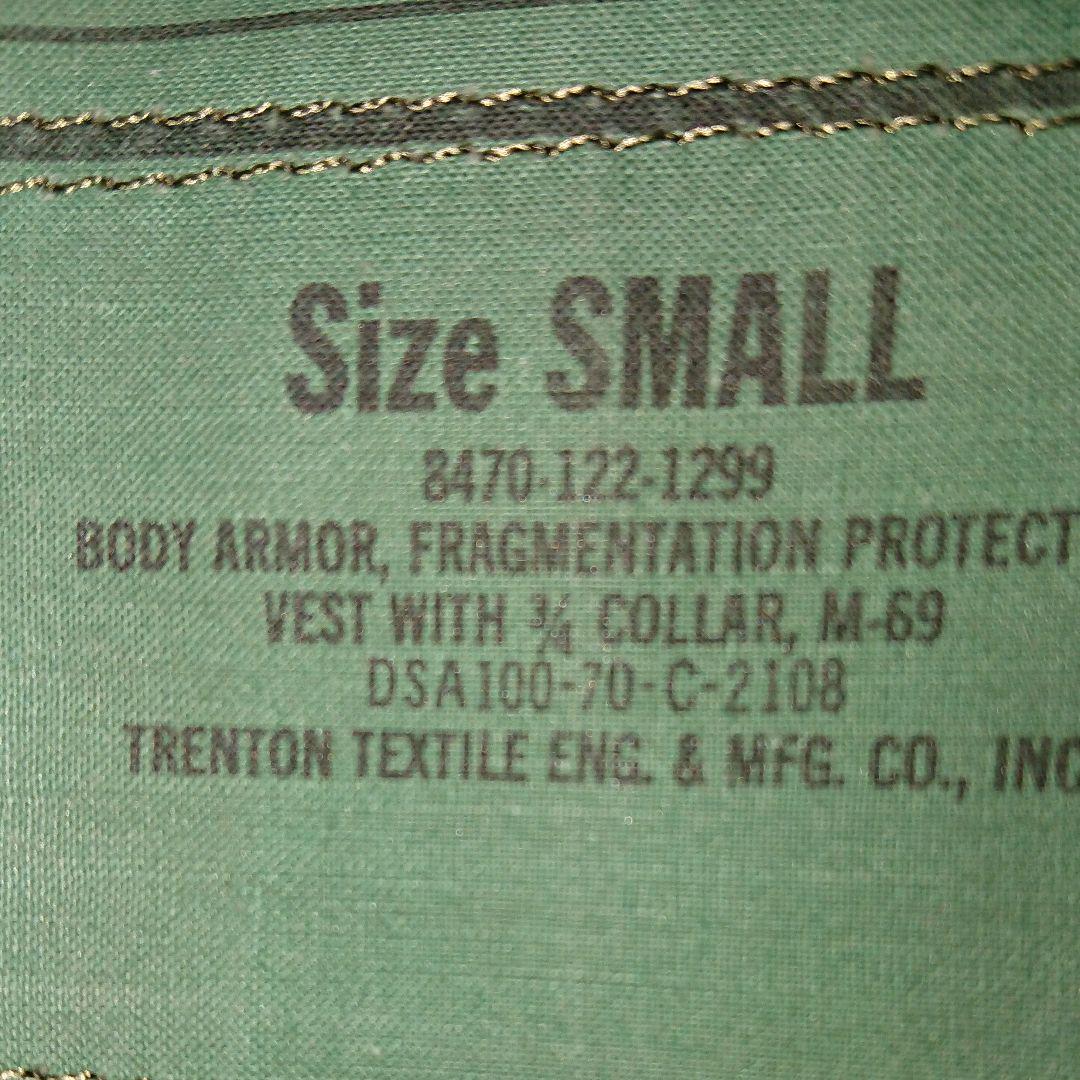 Size SMALL
8470-122-1299
BODY ARMOR, FRAGMENTATION PROTECT
VEST WITH ¾ COLLAR, M-69
DSA100-70-C-2108
TRENTON TEXTILE ENG. & MFG. CO., INC